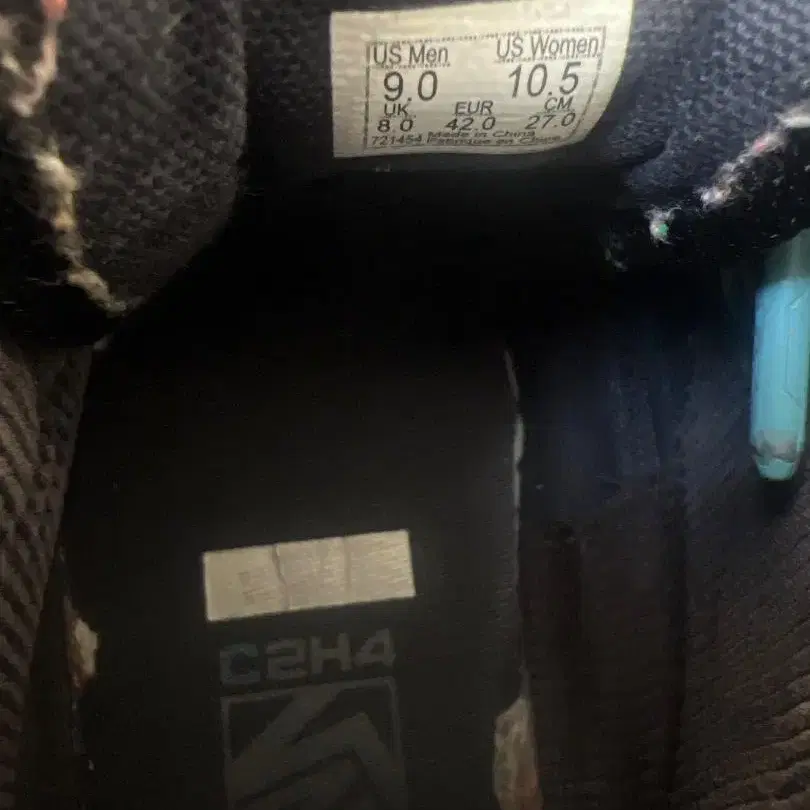 US Men US Women
9.0 10.5
UK EUR CM
8.0 42.0 27.0
721454 Made in China
Fabrique en Chine
C2H4